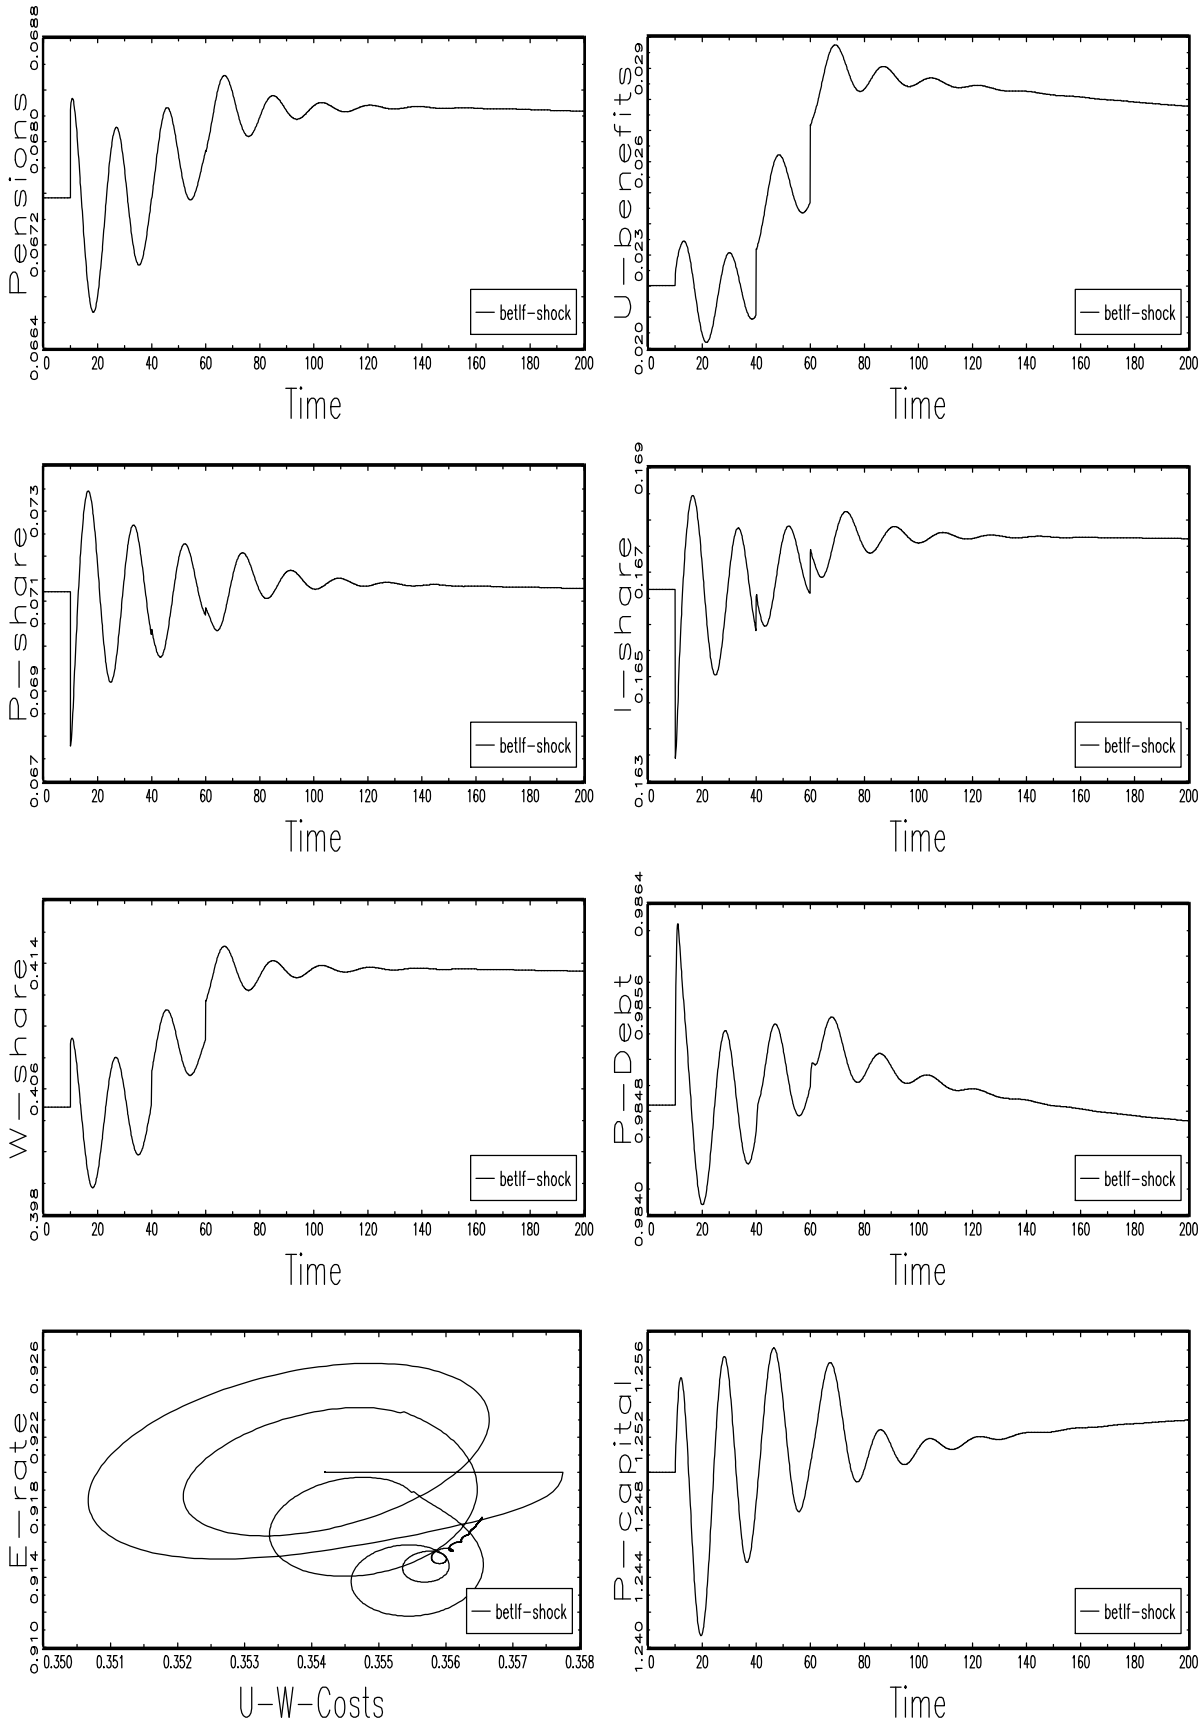 Pensions
0.0664 0.0672 0.0680 0.0688
betlf-shock
0 20 40 60 80 100 120 140 160 180 200
Time
U-benefits
0.020 0.023 0.026 0.029
betlf-shock
0 20 40 60 80 100 120 140 160 180 200
Time
P-share
0.067 0.069 0.071 0.073
betlf-shock
0 20 40 60 80 100 120 140 160 180 200
Time
I-share
0.163 0.165 0.167 0.169
betlf-shock
0 20 40 60 80 100 120 140 160 180 200
Time
W-share
0.398 0.406 0.414
betlf-shock
0 20 40 60 80 100 120 140 160 180 200
Time
P-Debt
0.9840 0.9848 0.9856 0.9864
betlf-shock
0 20 40 60 80 100 120 140 160 180 200
Time
E-rate
0.910 0.914 0.918 0.922 0.926
betlf-shock
0.350 0.351 0.352 0.353 0.354 0.355 0.356 0.357 0.358
U-W-Costs
P-capital
1.240 1.244 1.248 1.252 1.256
betlf-shock
0 20 40 60 80 100 120 140 160 180 200
Time